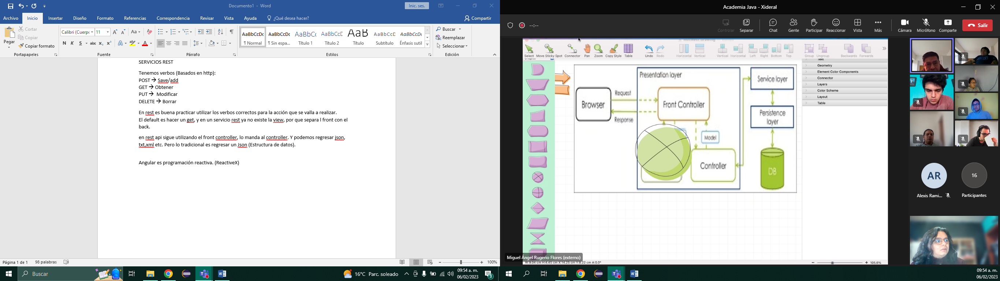 Documento1 - Word
Inic. ses.
Archivo Inicio Insertar Diseño Formato Referencias Correspondencia Revisar Vista Ayuda ¿Qué desea hacer? Compartir
Pegar
Cortar
Copiar
Copiar formato
Portapapeles
Calibri (Cuerpo 11
Aa
N K S abc x₂ x² A A
Fuente
Párrafo
AaBbCcDc AaBbCcDc AaBbCc AaBbCcE AaB AaBbCcD AaBbCcDc
¶ Normal ¶ Sin espa... Título 1 Título 2 Título Subtítulo Énfasis sutil
Estilos
Buscar
Reemplazar
Seleccionar
Edición
SERVICIOS REST
Tenemos verbos (Basados en http):
POST → Save/add
GET → Obtener
PUT → Modificar
DELETE → Borrar
En rest es buena practicar utilizar los verbos correctos para la acción que se valla a realizar.
El default es hacer un get, y en un servicio rest ya no existe la view, por que separa l front con el
back.
en rest api sigue utilizando el front controller, lo manda al controller. Y podemos regresar json,
txt,xml etc. Pero lo tradicional es regresar un Json (Estructura de datos).
Angular es programación reactiva. (ReactiveX)
Página 1 de 1 98 palabras
100%
Buscar
16°C Parc. soleado
09:54 a. m.
06/02/2023
3
Academia Java - Xideral
--:--
Controlar Separar Chat Gente Participar Reaccionar Vista Más Cámara Micrófono Comparte Salir
mvcRest.drawing
Select Move Sticky Spot Connector Pan Zoom Copy Style Table Undo Redo Horizontal Vertical Vertical Horizontal Left Right Bottom Top Group Ungroup Backwards Forwards
Shapes
Text
Geometry
Element Color Components
Connector
Layers
Color Scheme
Layout
Table
Presentation layer
Browser
Request
Response
Front Controller
Model
Controller
Service layer
Persistence
layer
DB
AR
Alexis Rami...
16
Participantes
Miguel Ángel Rugerio Flores (externo)
W:9.04 cm H:4.45 cm X:14.25 cm Y:8.22 cm A:0.0°
105.6%
09:54 a. m.
06/02/2023